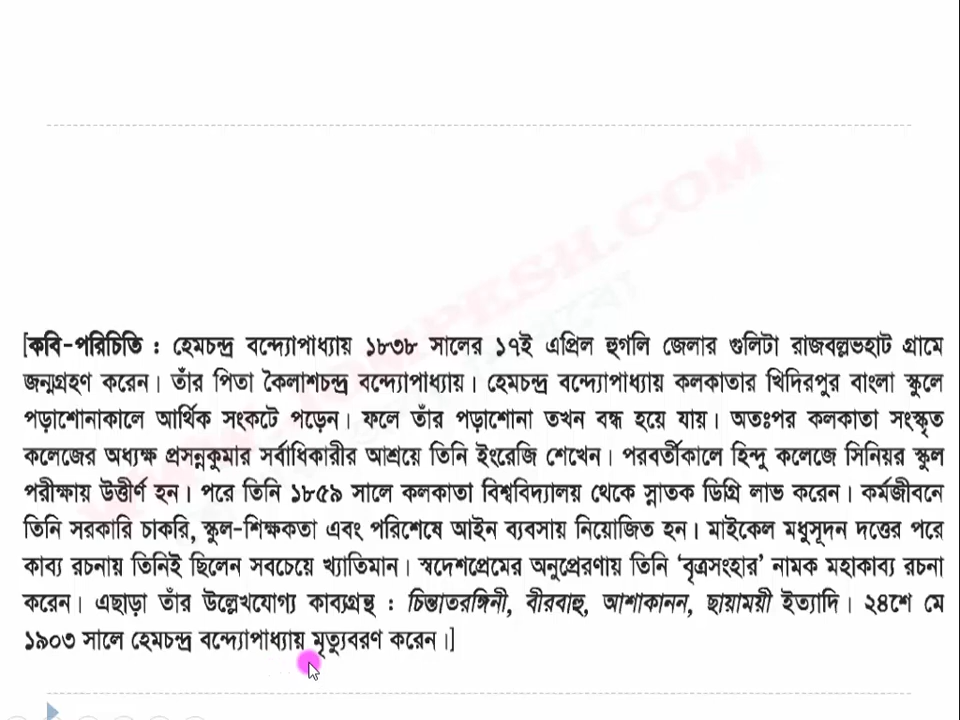 [কবি-পরিচিতি : হেমচন্দ্র বন্দ্যোপাধ্যায় ১৮৩৮ সালের ১৭ই এপ্রিল হুগলি জেলার গুলিটা রাজবল্লভহাট গ্রামে
জন্মগ্রহণ করেন। তাঁর পিতা কৈলাশচন্দ্র বন্দ্যোপাধ্যায়। হেমচন্দ্র বন্দ্যোপাধ্যায় কলকাতার খিদিরপুর বাংলা স্কুলে
পড়াশোনাকালে আর্থিক সংকটে পড়েন। ফলে তাঁর পড়াশোনা তখন বন্ধ হয়ে যায়। অতঃপর কলকাতা সংস্কৃত
কলেজের অধ্যক্ষ প্রসন্নকুমার সর্বাধিকারীর আশ্রয়ে তিনি ইংরেজি শেখেন। পরবর্তীকালে হিন্দু কলেজে সিনিয়র স্কুল
পরীক্ষায় উত্তীর্ণ হন। পরে তিনি ১৮৫৯ সালে কলকাতা বিশ্ববিদ্যালয় থেকে স্নাতক ডিগ্রি লাভ করেন। কর্মজীবনে
তিনি সরকারি চাকরি, স্কুল-শিক্ষকতা এবং পরিশেষে আইন ব্যবসায় নিয়োজিত হন। মাইকেল মধুসূদন দত্তের পরে
কাব্য রচনায় তিনিই ছিলেন সবচেয়ে খ্যাতিমান। স্বদেশপ্রেমের অনুপ্রেরণায় তিনি ‘বৃত্রসংহার’ নামক মহাকাব্য রচনা
করেন। এছাড়া তাঁর উল্লেখযোগ্য কাব্যগ্রন্থ : চিন্তাতরঙ্গিনী, বীরবাহু, আশাকানন, ছায়াময়ী ইত্যাদি। ২৪শে মে
১৯০৩ সালে হেমচন্দ্র বন্দ্যোপাধ্যায় মৃত্যুবরণ করেন।]